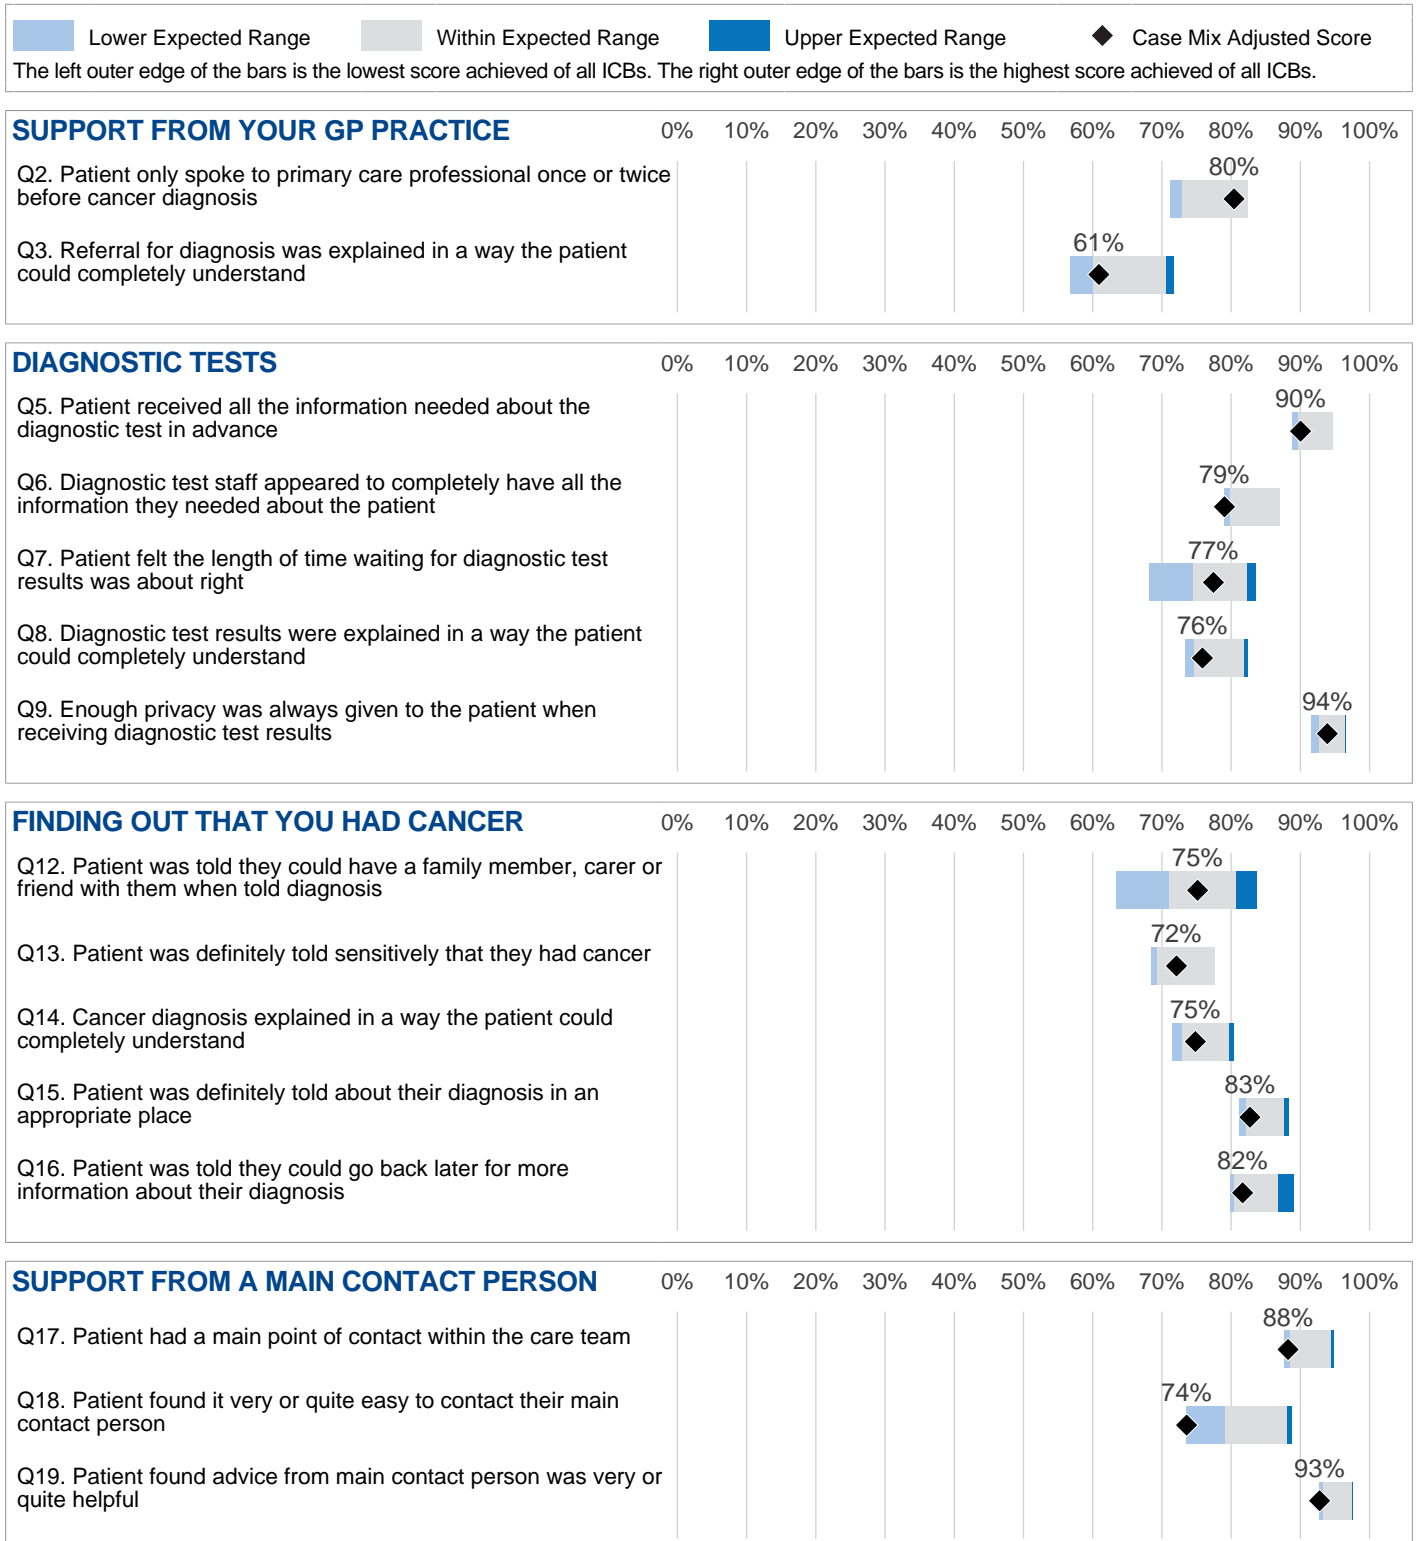 Lower Expected Range Within Expected Range Upper Expected Range Case Mix Adjusted Score
The left outer edge of the bars is the lowest score achieved of all ICBs. The right outer edge of the bars is the highest score achieved of all ICBs.
SUPPORT FROM YOUR GP PRACTICE 0% 10% 20% 30% 40% 50% 60% 70% 80% 90% 100%
80%
Q2. Patient only spoke to primary care professional once or twice
before cancer diagnosis
61%
Q3. Referral for diagnosis was explained in a way the patient
could completely understand
DIAGNOSTIC TESTS 0% 10% 20% 30% 40% 50% 60% 70% 80% 90% 100%
90%
Q5. Patient received all the information needed about the
diagnostic test in advance
79%
Q6. Diagnostic test staff appeared to completely have all the
information they needed about the patient
77%
Q7. Patient felt the length of time waiting for diagnostic test
results was about right
76%
Q8. Diagnostic test results were explained in a way the patient
could completely understand
94%
Q9. Enough privacy was always given to the patient when
receiving diagnostic test results
FINDING OUT THAT YOU HAD CANCER 0% 10% 20% 30% 40% 50% 60% 70% 80% 90% 100%
75%
Q12. Patient was told they could have a family member, carer or
friend with them when told diagnosis
72%
Q13. Patient was definitely told sensitively that they had cancer
75%
Q14. Cancer diagnosis explained in a way the patient could
completely understand
83%
Q15. Patient was definitely told about their diagnosis in an
appropriate place
82%
Q16. Patient was told they could go back later for more
information about their diagnosis
SUPPORT FROM A MAIN CONTACT PERSON 0% 10% 20% 30% 40% 50% 60% 70% 80% 90% 100%
88%
Q17. Patient had a main point of contact within the care team
74%
Q18. Patient found it very or quite easy to contact their main
contact person
93%
Q19. Patient found advice from main contact person was very or
quite helpful